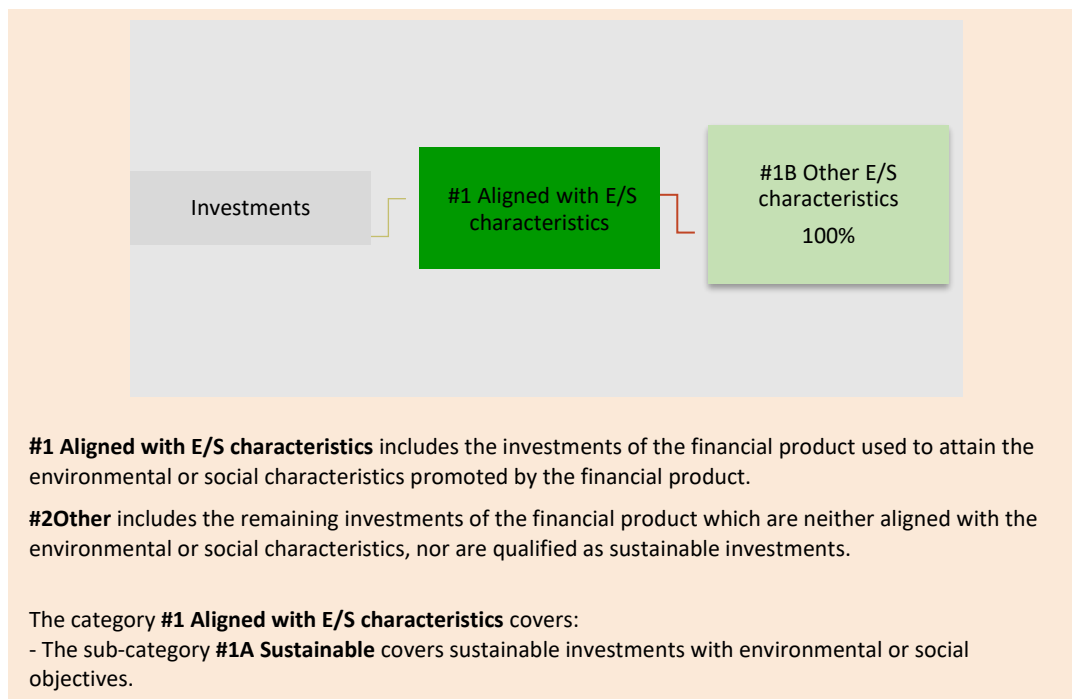 Investments
#1 Aligned with E/S
characteristics
#1B Other E/S
characteristics
100%
#1 Aligned with E/S characteristics includes the investments of the financial product used to attain the
environmental or social characteristics promoted by the financial product.
#2Other includes the remaining investments of the financial product which are neither aligned with the
environmental or social characteristics, nor are qualified as sustainable investments.
The category #1 Aligned with E/S characteristics covers:
- The sub-category #1A Sustainable covers sustainable investments with environmental or social
objectives.